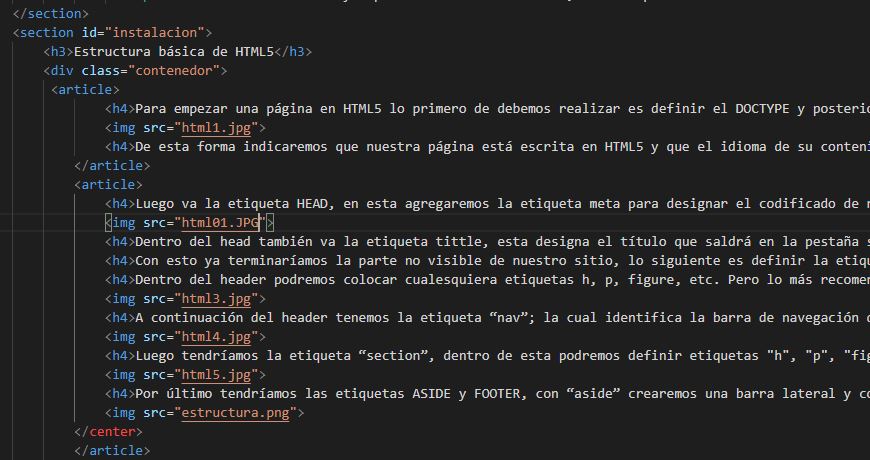 </section>
<section id="instalacion">
<h3>Estructura básica de HTML5</h3>
<div class="contenedor">
<article>
<h4>Para empezar una página en HTML5 lo primero de debemos realizar es definir el DOCTYPE y posterio
<img src="html1.jpg">
<h4>De esta forma indicaremos que nuestra página está escrita en HTML5 y que el idioma de su conteni
</article>
<article>
<h4>Luego va la etiqueta HEAD, en esta agregaremos la etiqueta meta para designar el codificado de
<img src="html01.JPG">
<h4>Dentro del head también va la etiqueta tittle, esta designa el título que saldrá en la pestaña
<h4>Con esto ya terminaríamos la parte no visible de nuestro sitio, lo siguiente es definir la etiqu
<h4>Dentro del header podremos colocar cualesquiera etiquetas h, p, figure, etc. Pero lo más recomen
<img src="html3.jpg">
<h4>A continuación del header tenemos la etiqueta “nav”; la cual identifica la barra de navegación
<img src="html4.jpg">
<h4>Luego tendríamos la etiqueta “section”, dentro de esta podremos definir etiquetas "h", "p", "fig
<img src="html5.jpg">
<h4>Por último tendríamos las etiquetas ASIDE y FOOTER, con “aside” crearemos una barra lateral y co
<img src="estructura.png">
</center>
</article>